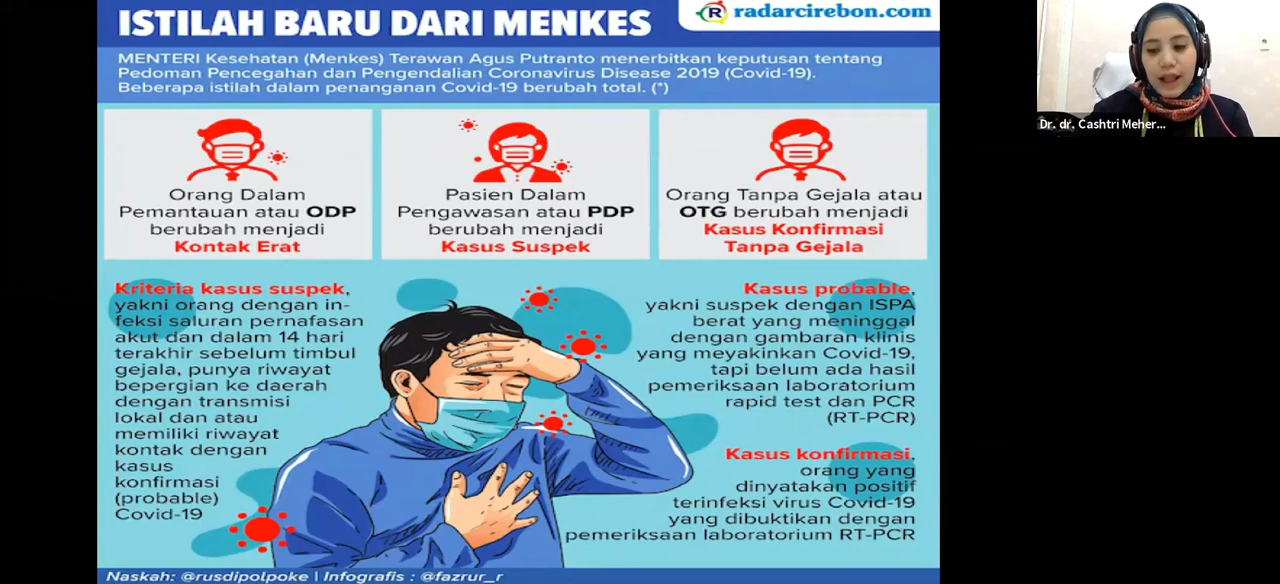 ISTILAH BARU DARI MENKES
R radarcirebon.com
MENTERI Kesehatan (Menkes) Terawan Agus Putranto menerbitkan keputusan tentang
Pedoman Pencegahan dan Pengendalian Coronavirus Disease 2019 (Covid-19).
Beberapa istilah dalam penanganan Covid-19 berubah total. (*)
Dr. dr. Cashtri Meher...
Orang Dalam
Pemantauan atau ODP
berubah menjadi
Kontak Erat
Pasien Dalam
Pengawasan atau PDP
berubah menjadi
Kasus Suspek
Orang Tanpa Gejala atau
OTG berubah menjadi
Kasus Konfirmasi
Tanpa Gejala
Kriteria kasus suspek,
yakni orang dengan in-
feksi saluran pernafasan
akut dan dalam 14 hari
terakhir sebelum timbul
gejala, punya riwayat
bepergian ke daerah
dengan transmisi
lokal dan atau
memiliki riwayat
kontak dengan
kasus
konfirmasi
(probable)
Covid-19
Kasus probable,
yakni suspek dengan ISPA
berat yang meninggal
dengan gambaran klinis
yang meyakinkan Covid-19,
tapi belum ada hasil
pemeriksaan laboratorium
rapid test dan PCR
(RT-PCR)
Kasus konfirmasi,
orang yang
dinyatakan positif
terinfeksi virus Covid-19
yang dibuktikan dengan
pemeriksaan laboratorium RT-PCR
Naskah: @rusdipolpoke | Infografis : @fazrur_r